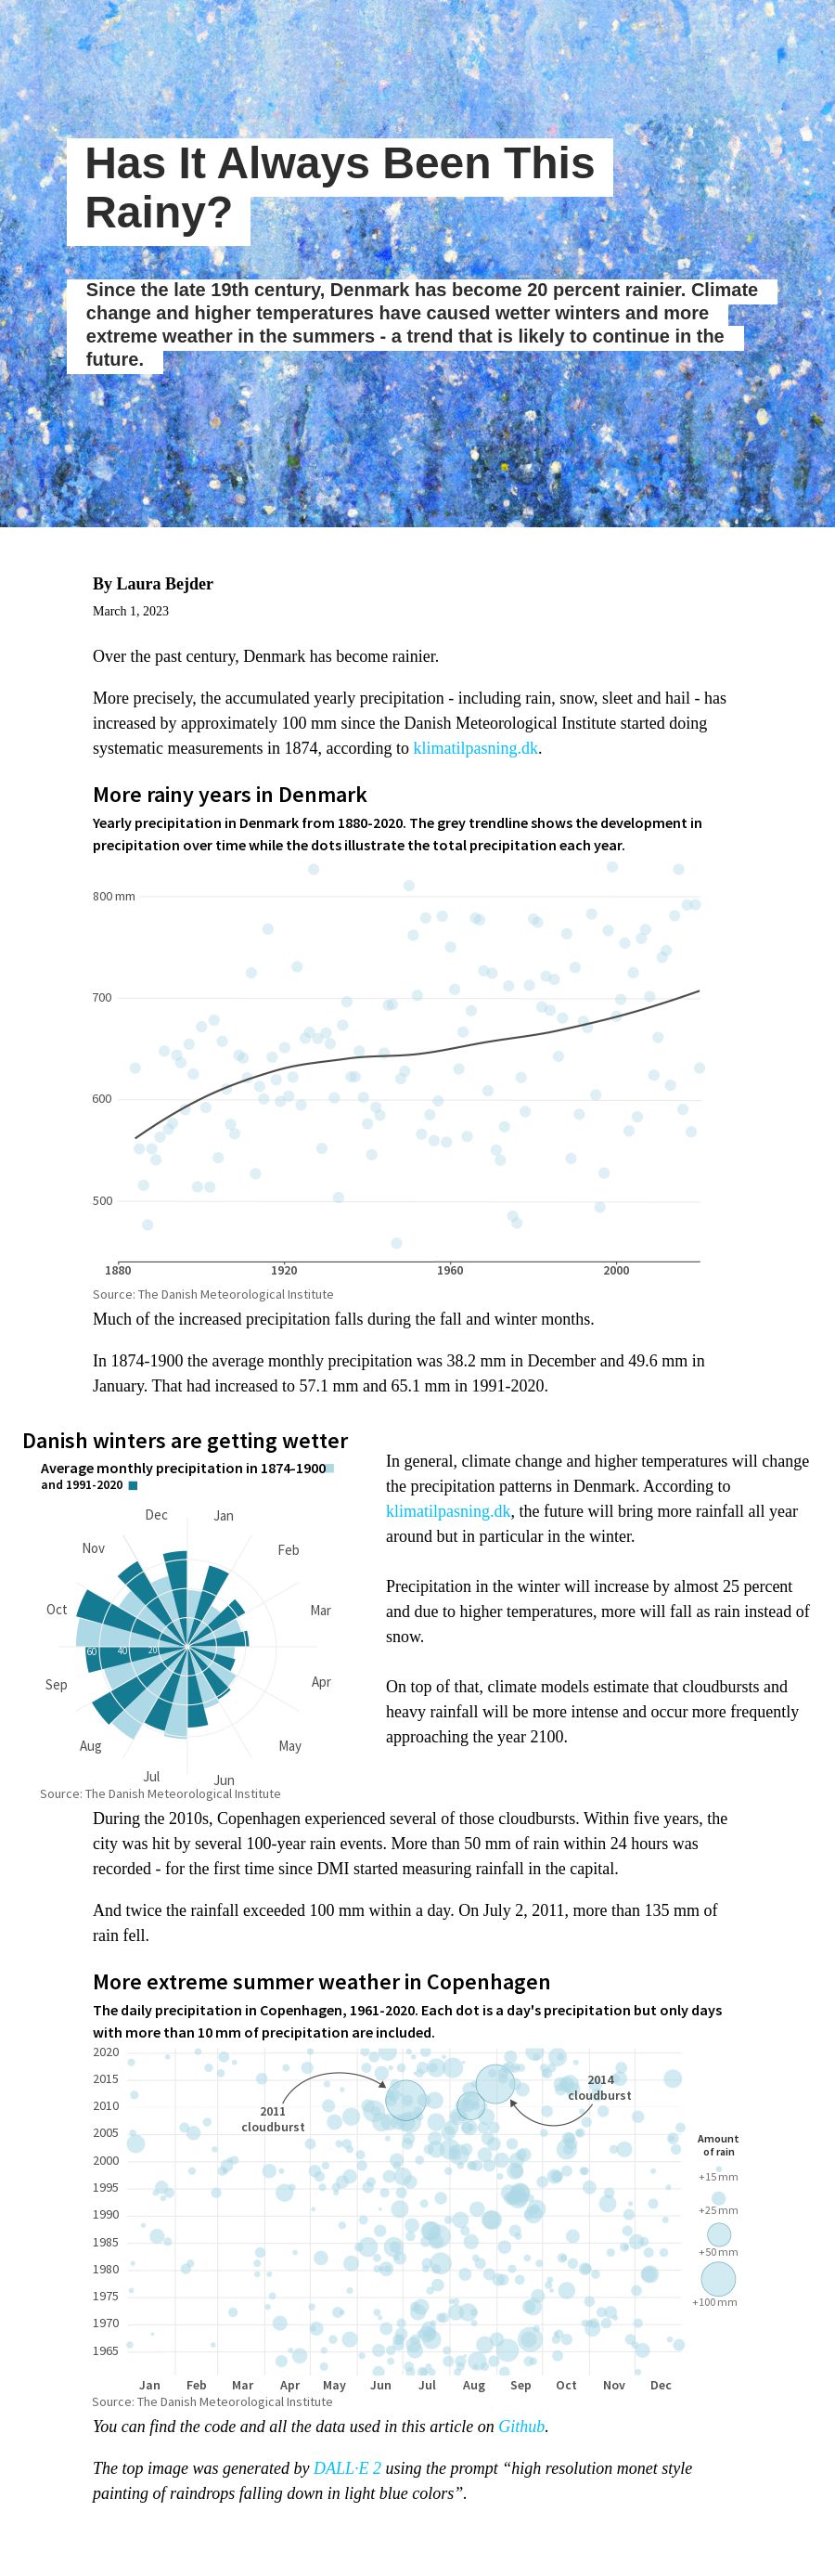 Has It Always Been This
Rainy?
Since the late 19th century, Denmark has become 20 percent rainier. Climate
change and higher temperatures have caused wetter winters and more
extreme weather in the summers - a trend that is likely to continue in the
future.
By Laura Bejder
March 1, 2023
Over the past century, Denmark has become rainier.
More precisely, the accumulated yearly precipitation - including rain, snow, sleet and hail - has
increased by approximately 100 mm since the Danish Meteorological Institute started doing
systematic measurements in 1874, according to klimatilpasning.dk.
More rainy years in Denmark
Yearly precipitation in Denmark from 1880-2020. The grey trendline shows the development in
precipitation over time while the dots illustrate the total precipitation each year.
800 mm
700
600
500
1880 1920 1960 2000
Source: The Danish Meteorological Institute
Much of the increased precipitation falls during the fall and winter months.
In 1874-1900 the average monthly precipitation was 38.2 mm in December and 49.6 mm in
January. That had increased to 57.1 mm and 65.1 mm in 1991-2020.
Danish winters are getting wetter
Average monthly precipitation in 1874-1900
and 1991-2020
Dec Jan
Nov Feb
Oct Mar
60 40 20
Sep Apr
Aug May
Jul Jun
Source: The Danish Meteorological Institute
In general, climate change and higher temperatures will change
the precipitation patterns in Denmark. According to
klimatilpasning.dk, the future will bring more rainfall all year
around but in particular in the winter.
Precipitation in the winter will increase by almost 25 percent
and due to higher temperatures, more will fall as rain instead of
snow.
On top of that, climate models estimate that cloudbursts and
heavy rainfall will be more intense and occur more frequently
approaching the year 2100.
During the 2010s, Copenhagen experienced several of those cloudbursts. Within five years, the
city was hit by several 100-year rain events. More than 50 mm of rain within 24 hours was
recorded - for the first time since DMI started measuring rainfall in the capital.
And twice the rainfall exceeded 100 mm within a day. On July 2, 2011, more than 135 mm of
rain fell.
More extreme summer weather in Copenhagen
The daily precipitation in Copenhagen, 1961-2020. Each dot is a day's precipitation but only days
with more than 10 mm of precipitation are included.
2020
2015
2010
2005
2000
1995
1990
1985
1980
1975
1970
1965
2011
cloudburst
2014
cloudburst
Amount
of rain
+15 mm
+25 mm
+50 mm
+100 mm
Jan Feb Mar Apr May Jun Jul Aug Sep Oct Nov Dec
Source: The Danish Meteorological Institute
You can find the code and all the data used in this article on Github.
The top image was generated by DALL·E 2 using the prompt “high resolution monet style
painting of raindrops falling down in light blue colors”.